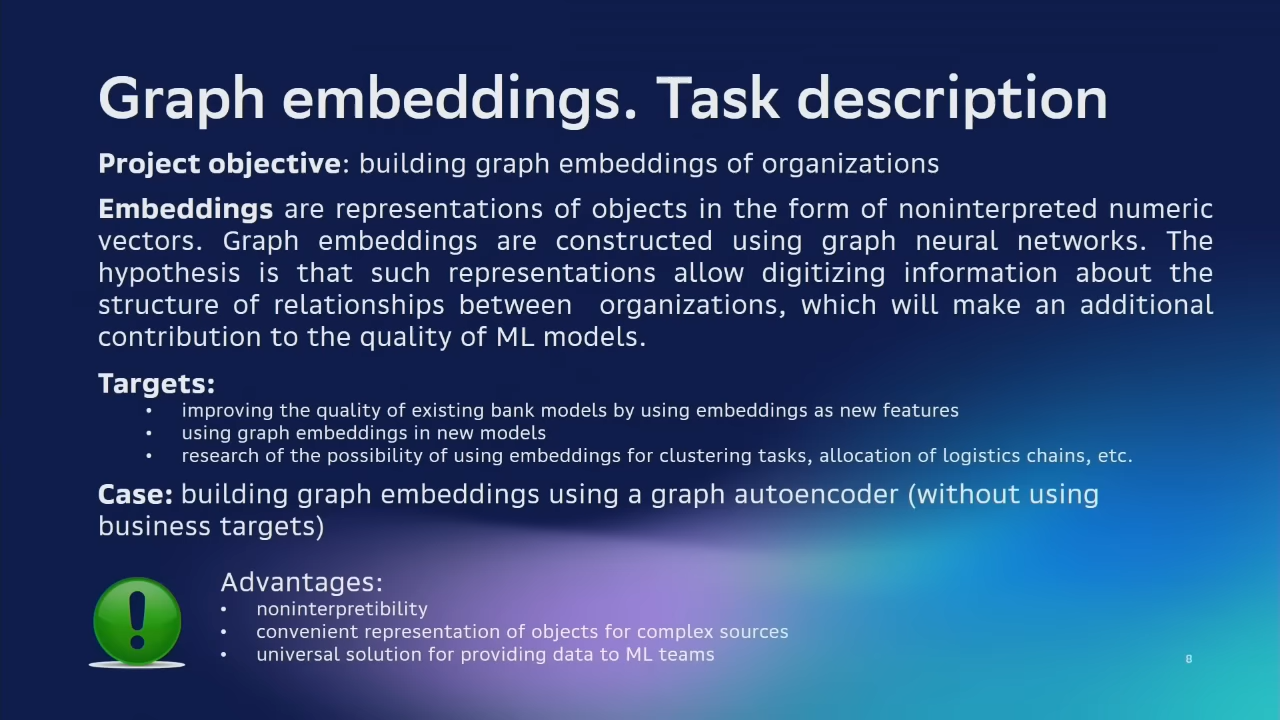 Graph embeddings. Task description
Project objective: building graph embeddings of organizations
Embeddings are representations of objects in the form of noninterpreted numeric
vectors. Graph embeddings are constructed using graph neural networks. The
hypothesis is that such representations allow digitizing information about the
structure of relationships between organizations, which will make an additional
contribution to the quality of ML models.
Targets:
• improving the quality of existing bank models by using embeddings as new features
• using graph embeddings in new models
• research of the possibility of using embeddings for clustering tasks, allocation of logistics chains, etc.
Case: building graph embeddings using a graph autoencoder (without using
business targets)
Advantages:
• noninterpretibility
• convenient representation of objects for complex sources
• universal solution for providing data to ML teams
8